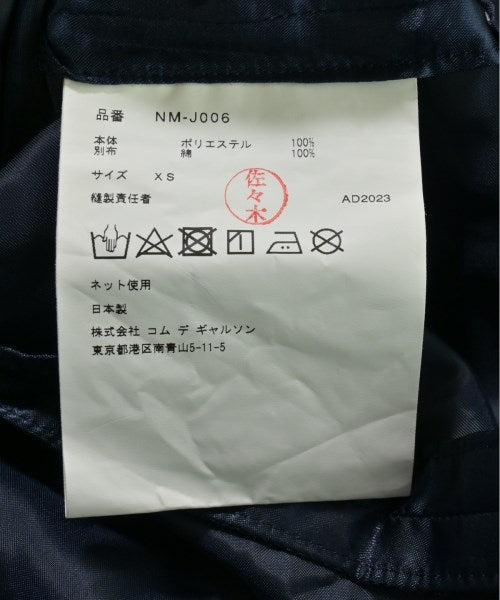 品番 NM-J006
本体 ポリエステル 100%
別布 綿 100%
サイズ XS
縫製責任者 佐々木 AD2023
ネット使用
日本製
株式会社 コム デ ギャルソン
東京都港区南青山5-11-5